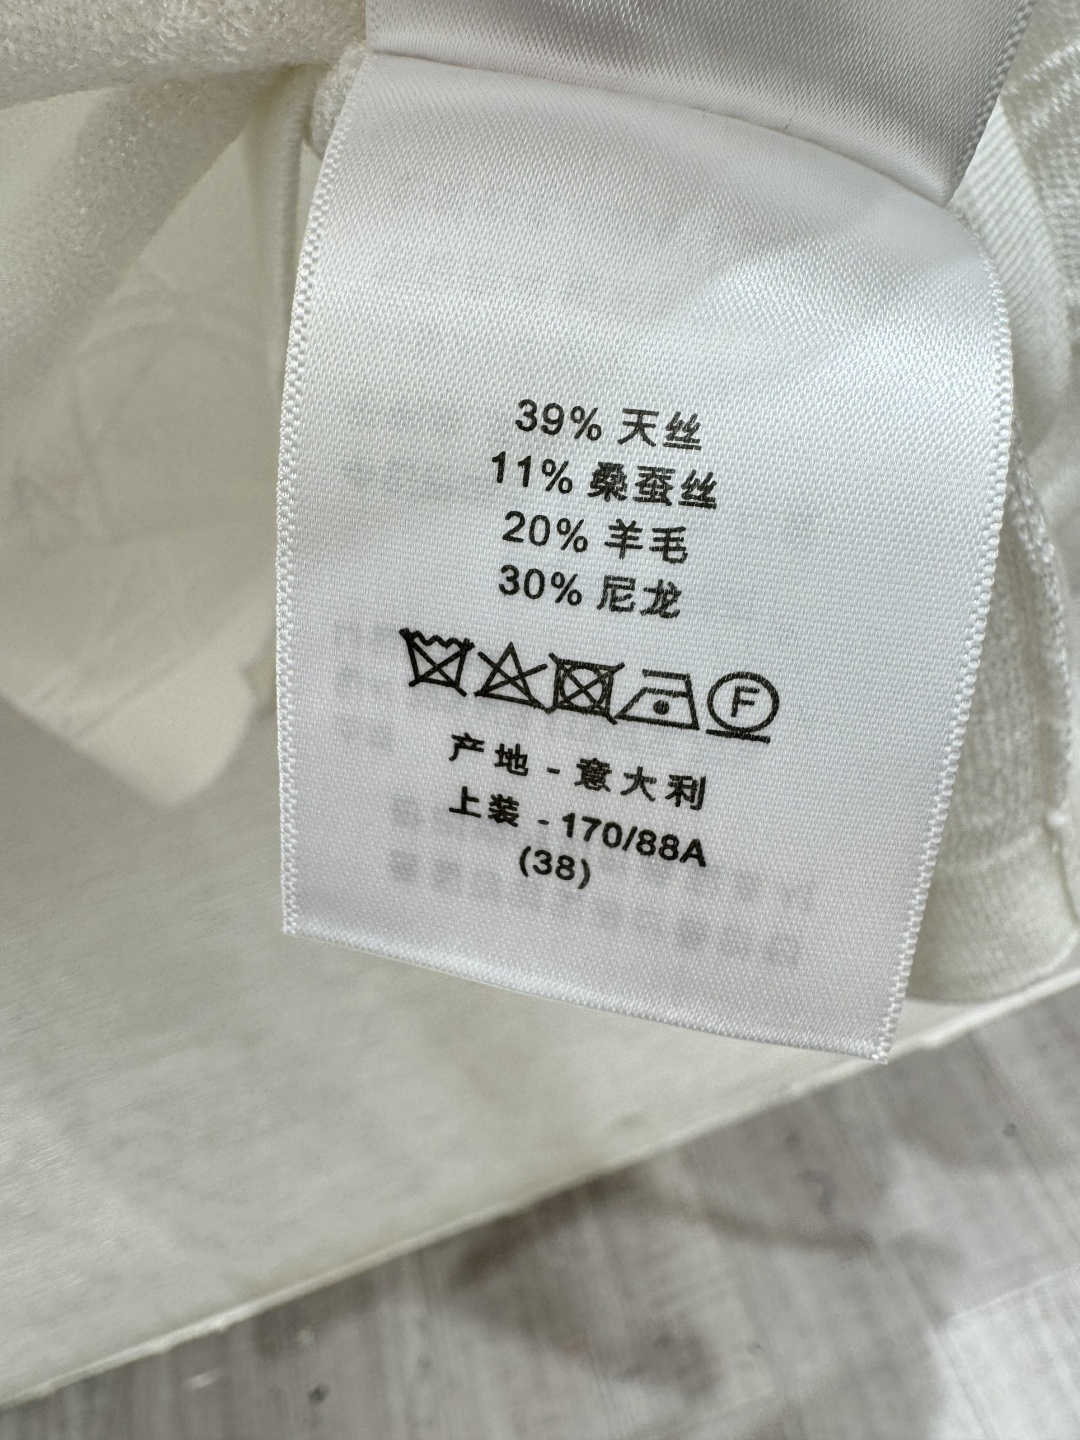 39% 天丝
11% 桑蚕丝
20% 羊毛
30% 尼龙
F
产地 - 意大利
上装 - 170/88A
(38)